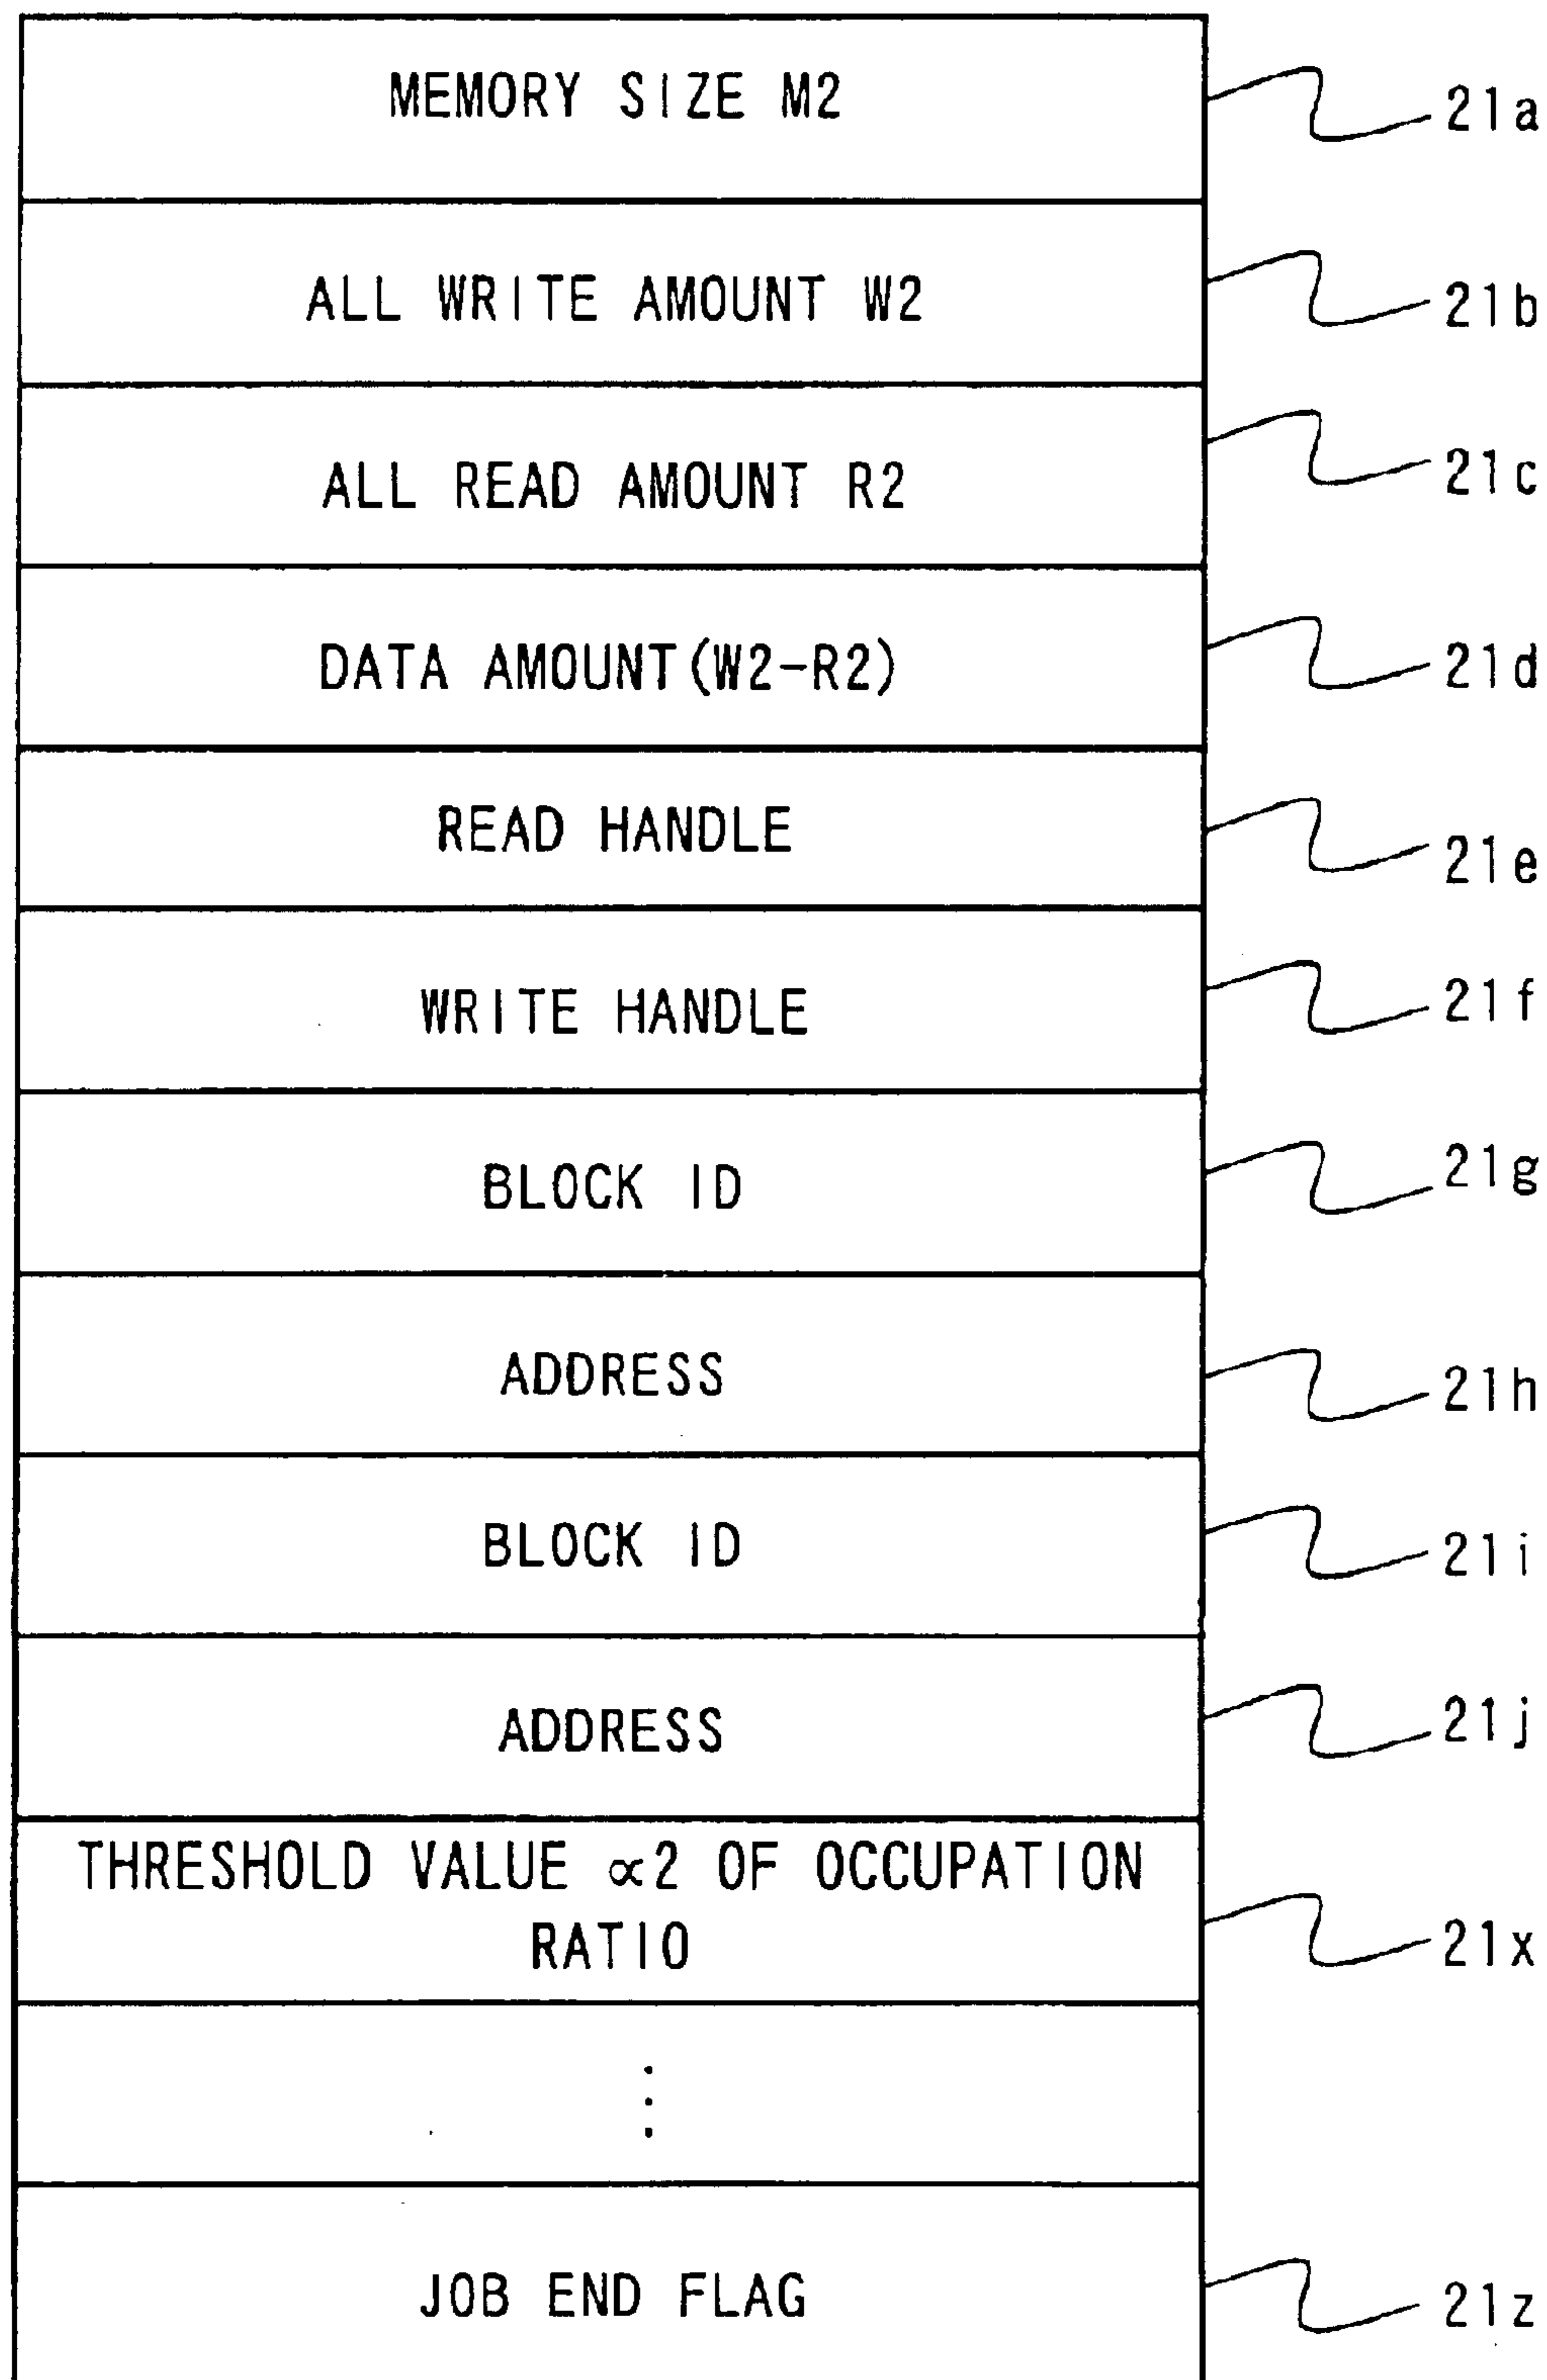 MEMORY SIZE M2 21a
ALL WRITE AMOUNT W2 21b
ALL READ AMOUNT R2 21c
DATA AMOUNT(W2-R2) 21d
READ HANDLE 21e
WRITE HANDLE 21f
BLOCK ID 21g
ADDRESS 21h
BLOCK ID 21i
ADDRESS 21j
THRESHOLD VALUE ∝2 OF OCCUPATION
RATIO 21x
⋮
JOB END FLAG 21z